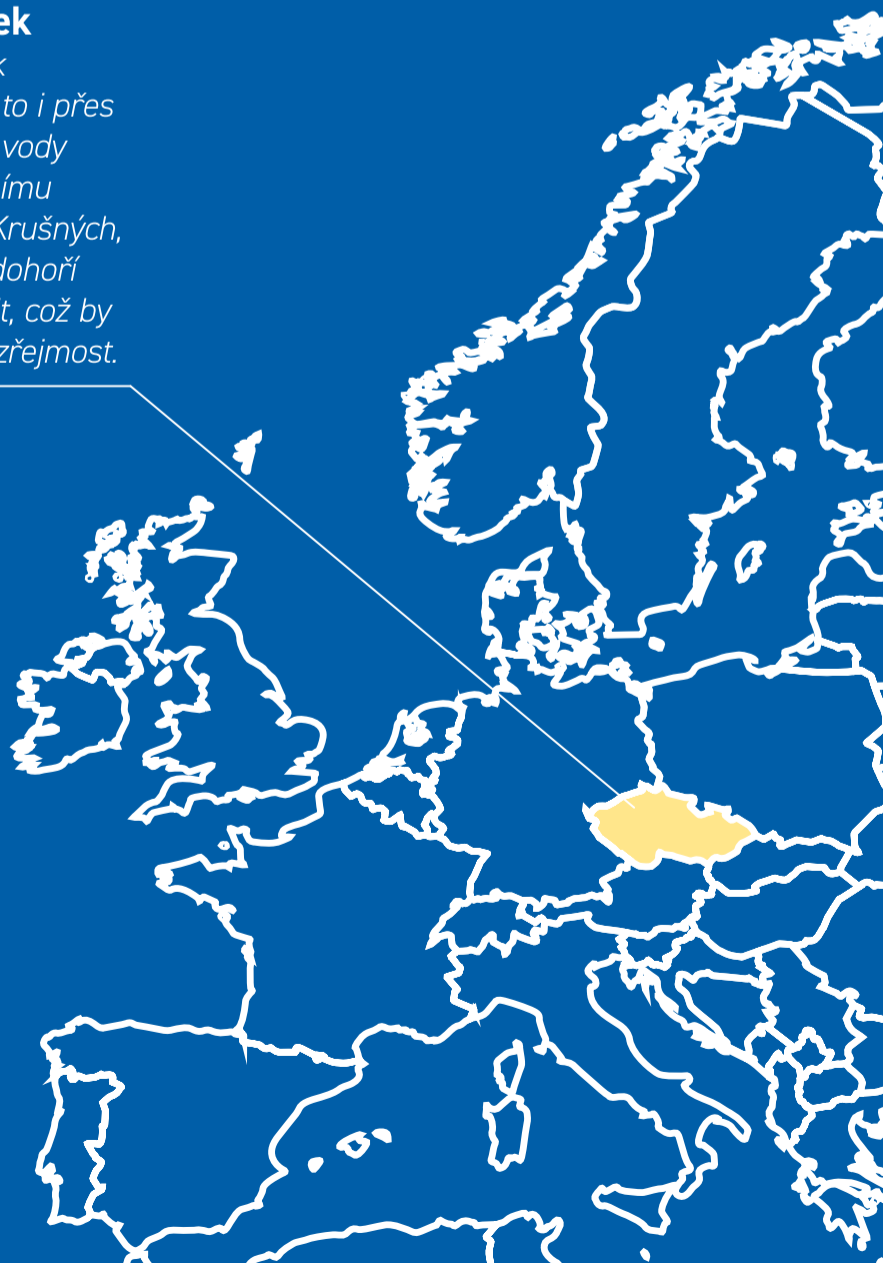 ek
k
to i přes
vody
ímu
Krušných,
dohoří
t, což by
zřejmost.